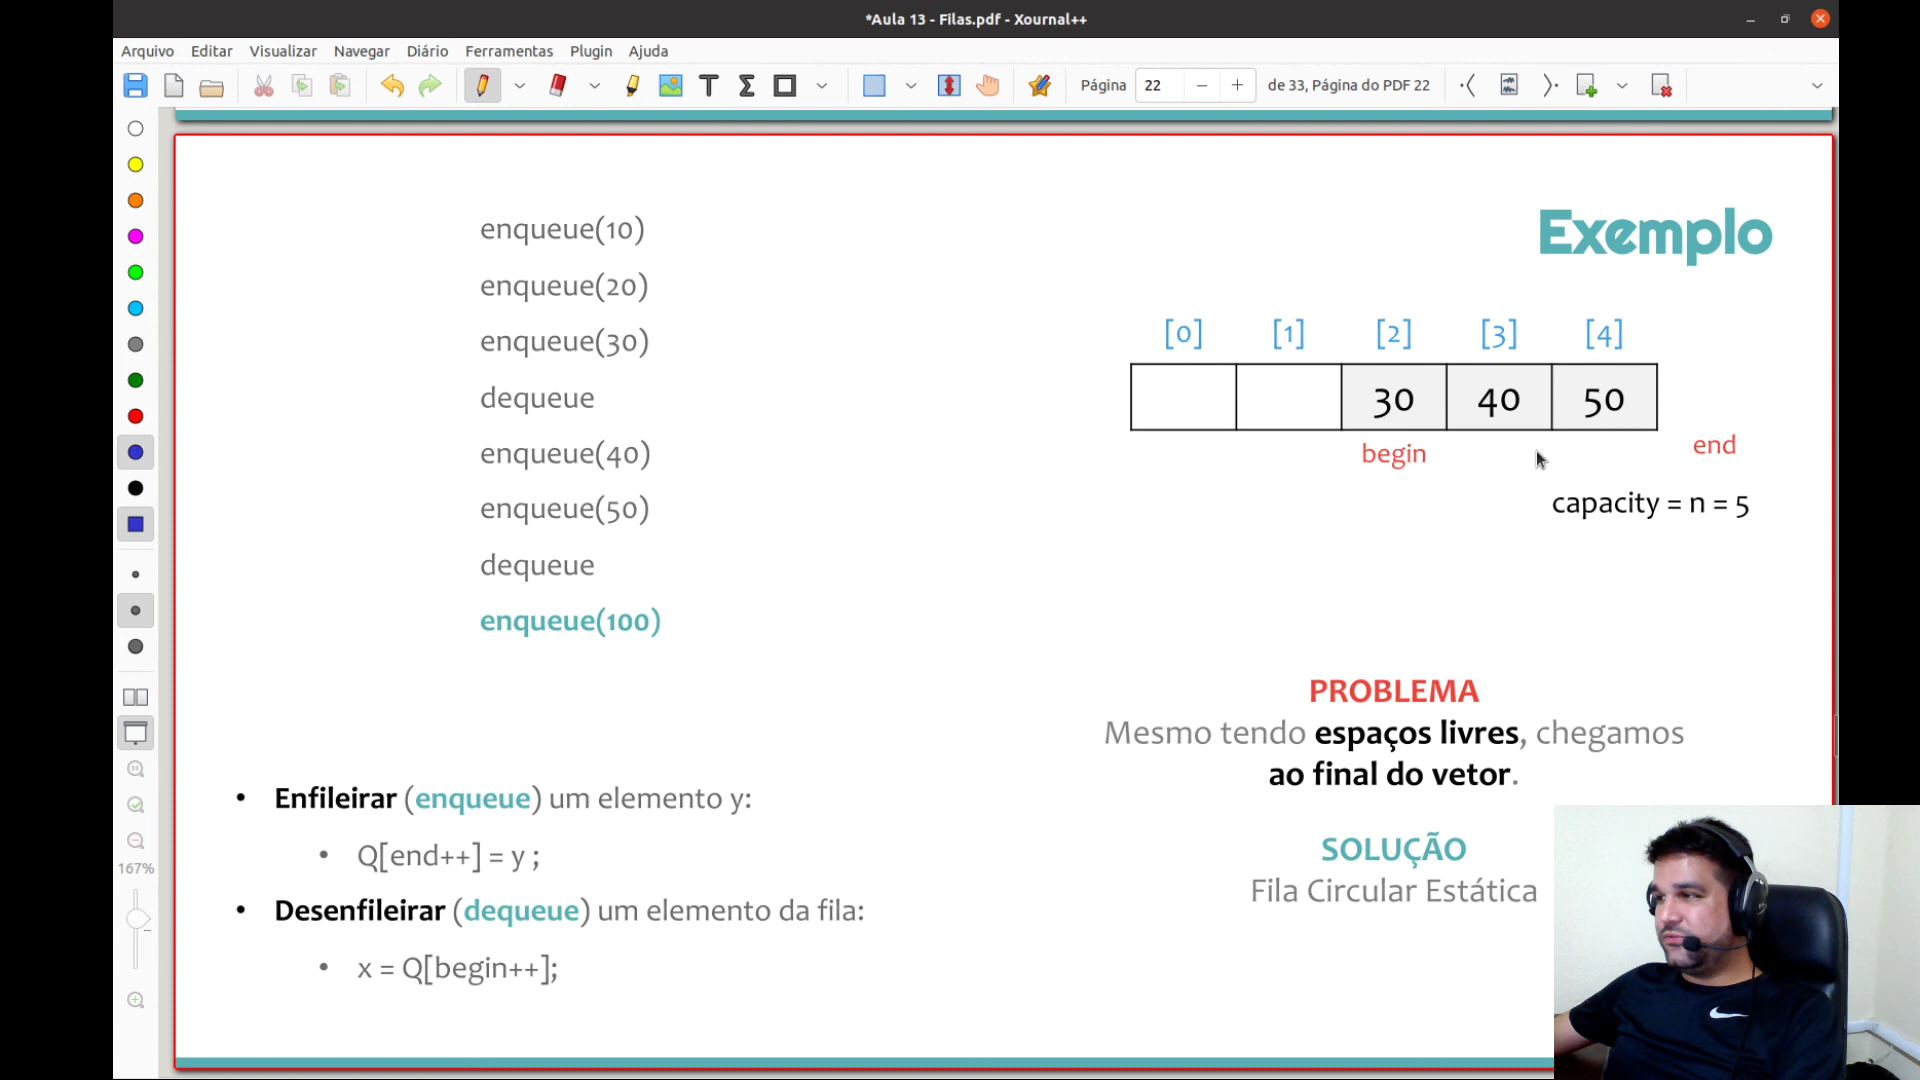 *Aula 13 - Filas.pdf - Xournal++
Arquivo Editar Visualizar Navegar Diário Ferramentas Plugin Ajuda
Página 22 de 33, Página do PDF 22
enqueue(10)
enqueue(20)
enqueue(30)
dequeue
enqueue(40)
enqueue(50)
dequeue
enqueue(100)
Exemplo
[0] [1] [2] [3] [4]
30 40 50
begin end
capacity = n = 5
PROBLEMA
Mesmo tendo espaços livres, chegamos
ao final do vetor.
SOLUÇÃO
Fila Circular Estática
• Enfileirar (enqueue) um elemento y:
• Q[end++] = y ;
• Desenfileirar (dequeue) um elemento da fila:
• x = Q[begin++];
167%